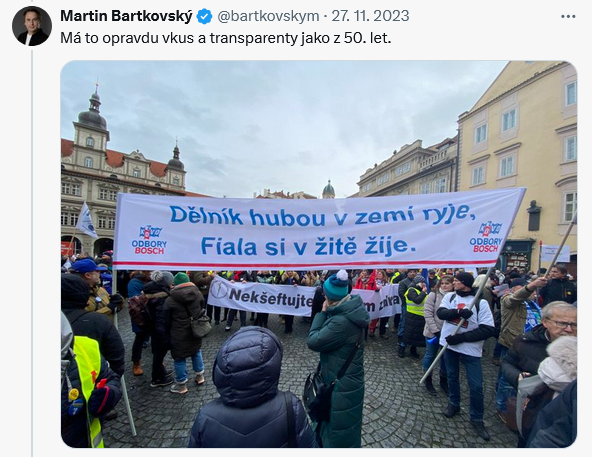 Martin Bartkovský @bartkovskym · 27. 11. 2023
Má to opravdu vkus a transparenty jako z 50. let.
Dělník hubou v zemi ryje,
Fiala si v žitě žije.
ODBORY
BOSCH
ODBORY
BOSCH
Nekšeftujte